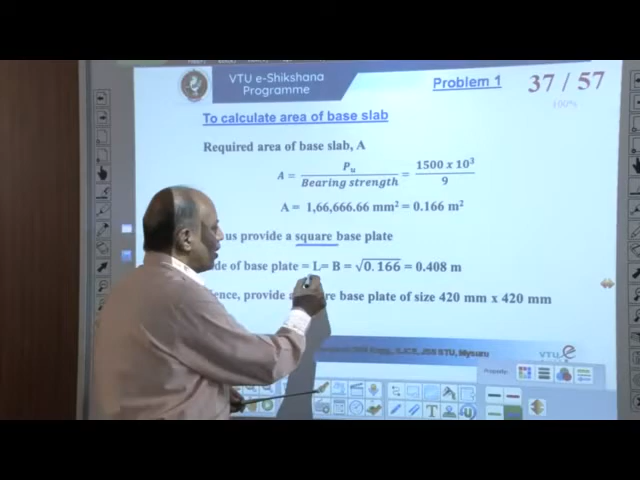 VTU e-Shikshana
Programme
Problem 1
37 / 57
100%
To calculate area of base slab
Required area of base slab, A
A = Pu / Bearing strength = 1500 x 10³ / 9
A = 1,66,666.66 mm² = 0.166 m²
us provide a square base plate
de of base plate = L= B = √0.166 = 0.408 m
ence, provide a base plate of size 420 mm x 420 mm
SJCE, JSS STU, Mysuru
VTU e